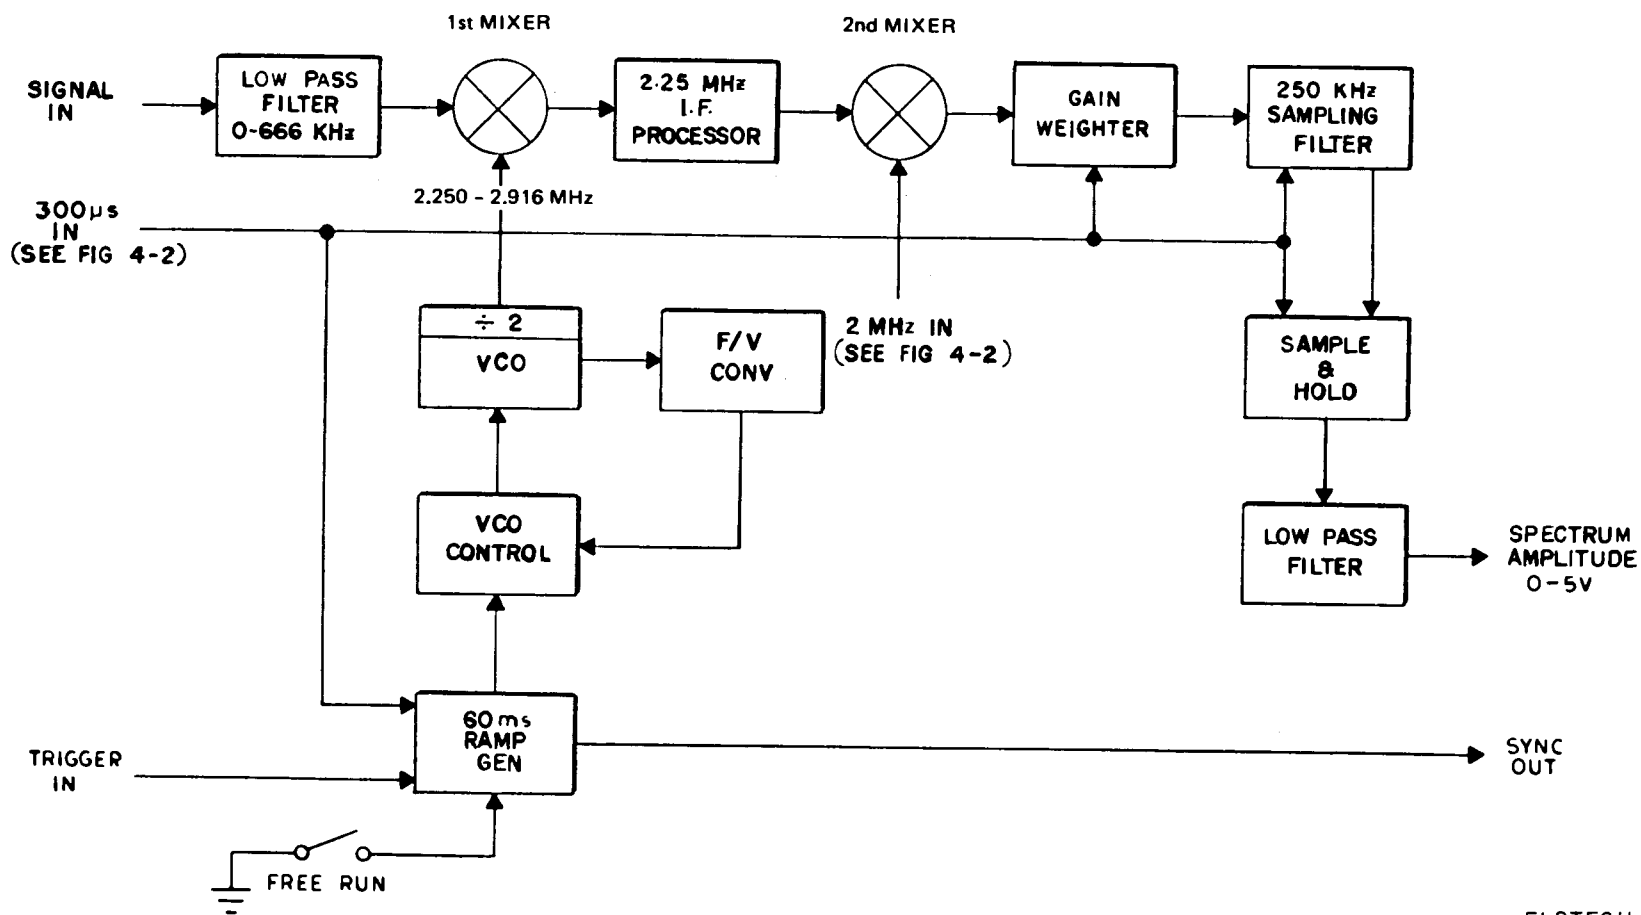 1st MIXER
2nd MIXER
SIGNAL
IN
LOW PASS
FILTER
0-666 KHz
2.25 MHz
I.F.
PROCESSOR
GAIN
WEIGHTER
250 KHz
SAMPLING
FILTER
2.250 - 2.916 MHz
300µs
IN
(SEE FIG 4-2)
÷ 2
VCO
F/V
CONV
2 MHz IN
(SEE FIG 4-2)
SAMPLE
&
HOLD
VCO
CONTROL
LOW PASS
FILTER
SPECTRUM
AMPLITUDE
0-5V
60ms
RAMP
GEN
TRIGGER
IN
SYNC
OUT
FREE RUN